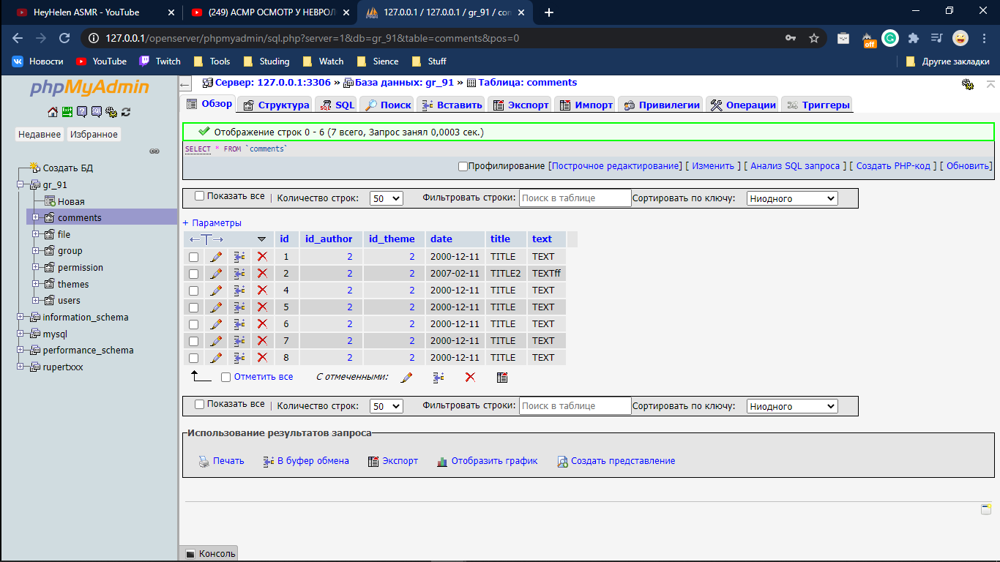 HeyHelen ASMR - YouTube
(249) АСМР ОСМОТР У НЕВРОЛ
127.0.0.1 / 127.0.0.1 / gr_91 / con
127.0.0.1/openserver/phpmyadmin/sql.php?server=1&db=gr_91&table=comments&pos=0
off
Новости YouTube Twitch Tools Studing Watch Sience Stuff Другие закладки
phpMyAdmin
Недавнее Избранное
Создать БД
gr_91
Новая
comments
file
group
permission
themes
users
information_schema
mysql
performance_schema
rupertxxx
Сервер: 127.0.0.1:3306 » База данных: gr_91 » Таблица: comments
Обзор Структура SQL Поиск Вставить Экспорт Импорт Привилегии Операции Триггеры
Отображение строк 0 - 6 (7 всего, Запрос занял 0,0003 сек.)
SELECT * FROM `comments`
Профилирование [Построчное редактирование] [ Изменить ] [ Анализ SQL запроса ] [ Создать PHP-код ] [ Обновить]
Показать все | Количество строк: 50 Фильтровать строки: Поиск в таблице Сортировать по ключу: Ниодного
+ Параметры
←T→ id id_author id_theme date title text
1 2 2 2000-12-11 TITLE TEXT
2 2 2 2007-02-11 TITLE2 TEXTff
4 2 2 2000-12-11 TITLE TEXT
5 2 2 2000-12-11 TITLE TEXT
6 2 2 2000-12-11 TITLE TEXT
7 2 2 2000-12-11 TITLE TEXT
8 2 2 2000-12-11 TITLE TEXT
Отметить все С отмеченными:
Показать все | Количество строк: 50 Фильтровать строки: Поиск в таблице Сортировать по ключу: Ниодного
Использование результатов запроса
Печать В буфер обмена Экспорт Отобразить график Создать представление
Консоль